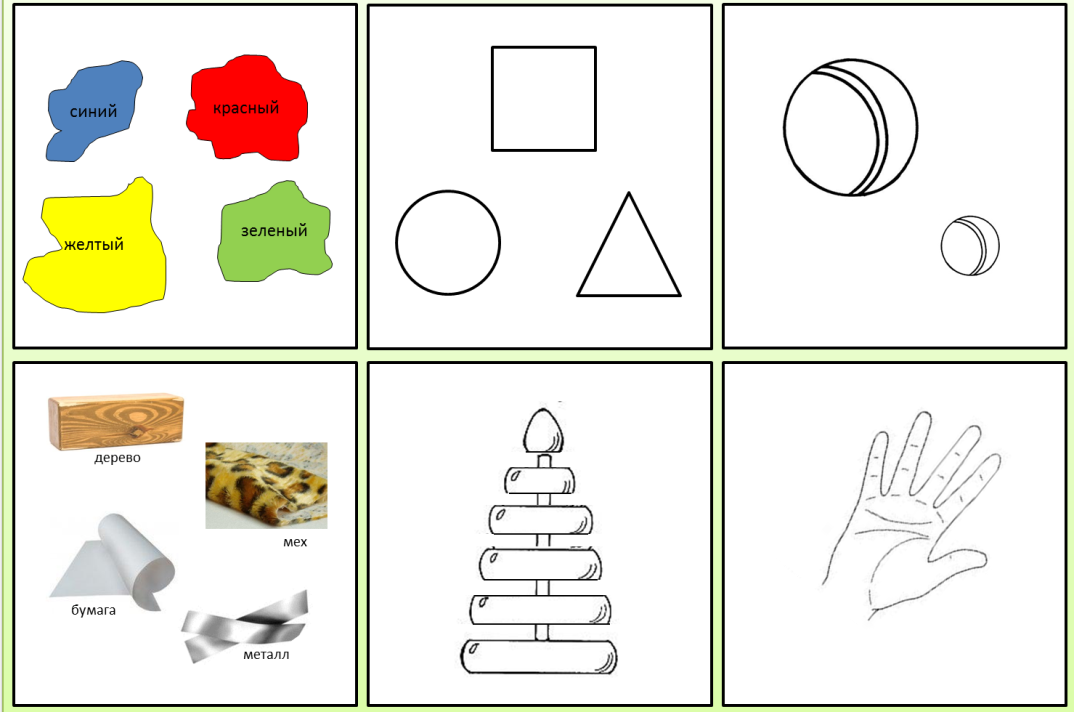 синий
красный
желтый
зеленый
дерево
мех
бумага
металл